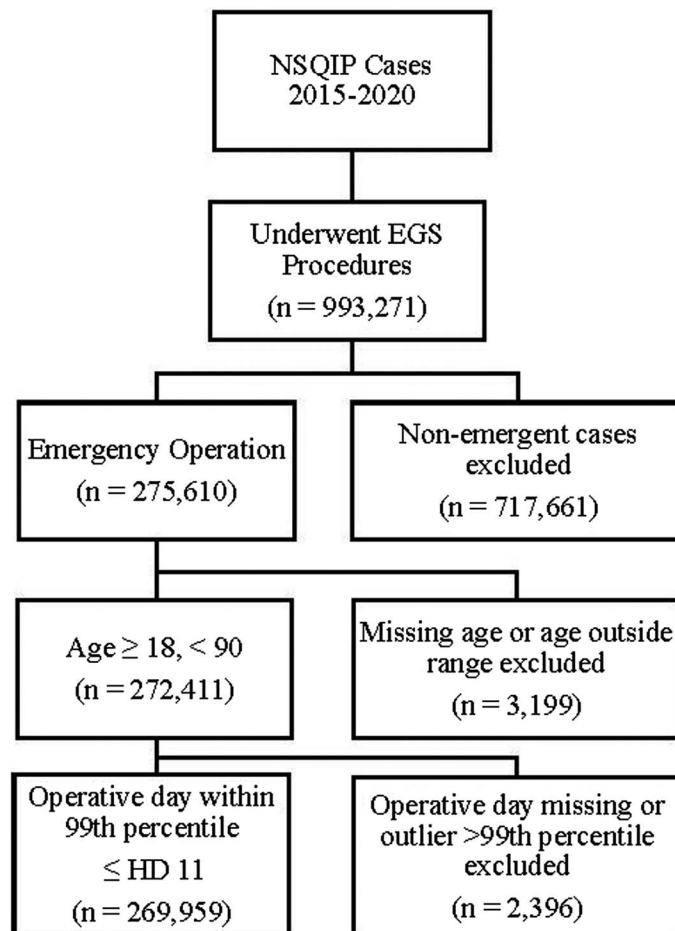 NSQIP Cases
2015-2020
Underwent EGS
Procedures
(n = 993,271)
Emergency Operation
(n = 275,610)
Non-emergent cases
excluded
(n = 717,661)
Age ≥ 18, < 90
(n = 272,411)
Missing age or age outside
range excluded
(n = 3,199)
Operative day within
99th percentile
≤ HD 11
(n = 269,959)
Operative day missing or
outlier >99th percentile
excluded
(n = 2,396)